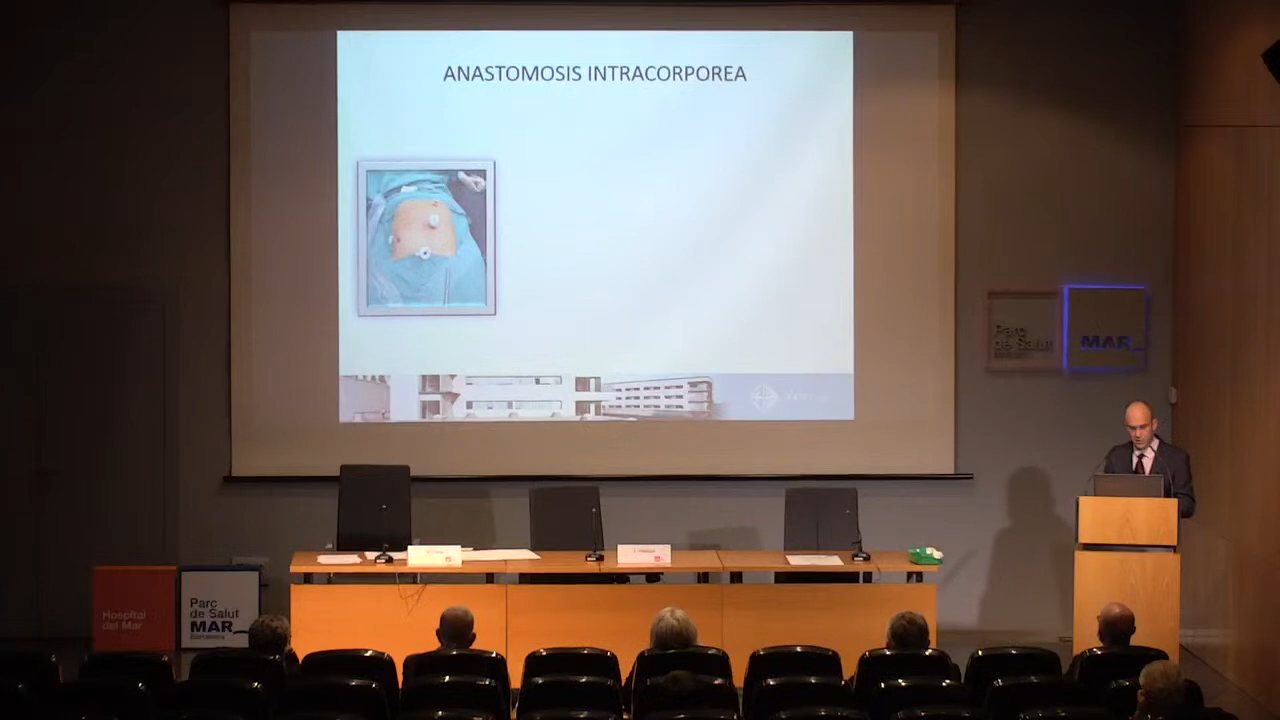 ANASTOMOSIS INTRACORPOREA
Parc
de Salut
MAR
Hospital
del Mar
Parc
de Salut
MAR
Barcelona